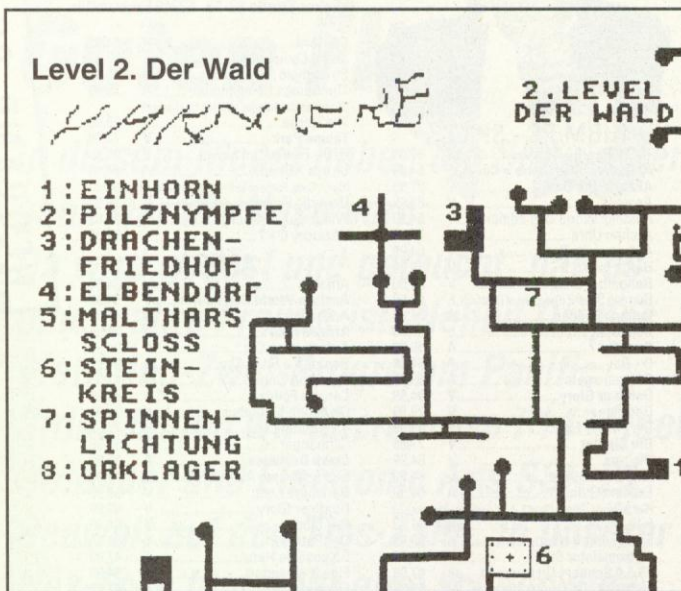 Level 2. Der Wald
2.LEVEL
DER WALD
1:EINHORN
2:PILZNYMPFE
3:DRACHEN-
FRIEDHOF
4:ELBENDORF
5:MALTHARS
SCLOSS
6:STEIN-
KREIS
7:SPINNEN-
LICHTUNG
8:ORKLAGER
4
3
7
1
6